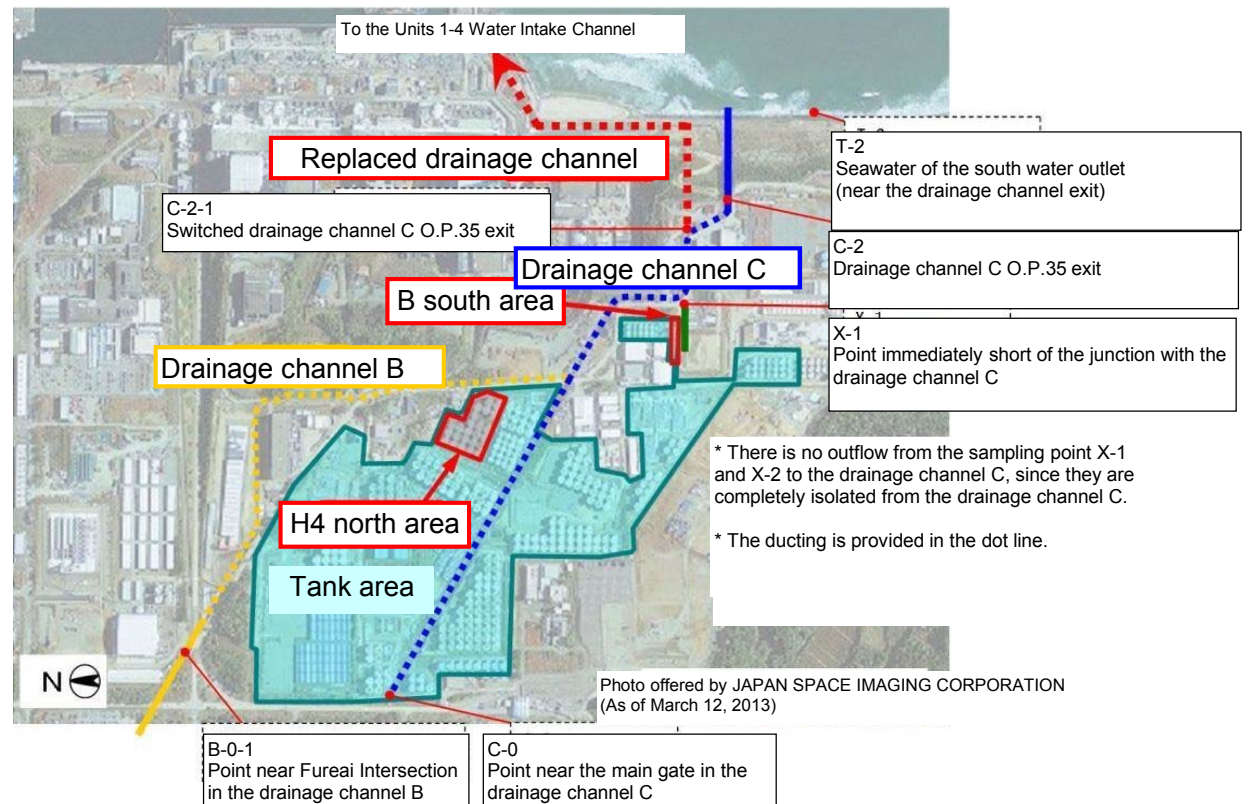 To the Units 1-4 Water Intake Channel
Replaced drainage channel
T-2
Seawater of the south water outlet
(near the drainage channel exit)
C-2-1
Switched drainage channel C O.P.35 exit
C-2
Drainage channel C O.P.35 exit
Drainage channel C
B south area
X-1
Point immediately short of the junction with the
drainage channel C
Drainage channel B
* There is no outflow from the sampling point X-1
and X-2 to the drainage channel C, since they are
completely isolated from the drainage channel C.
* The ducting is provided in the dot line.
H4 north area
Tank area
N
Photo offered by JAPAN SPACE IMAGING CORPORATION
(As of March 12, 2013)
B-0-1
Point near Fureai Intersection
in the drainage channel B
C-0
Point near the main gate in the
drainage channel C